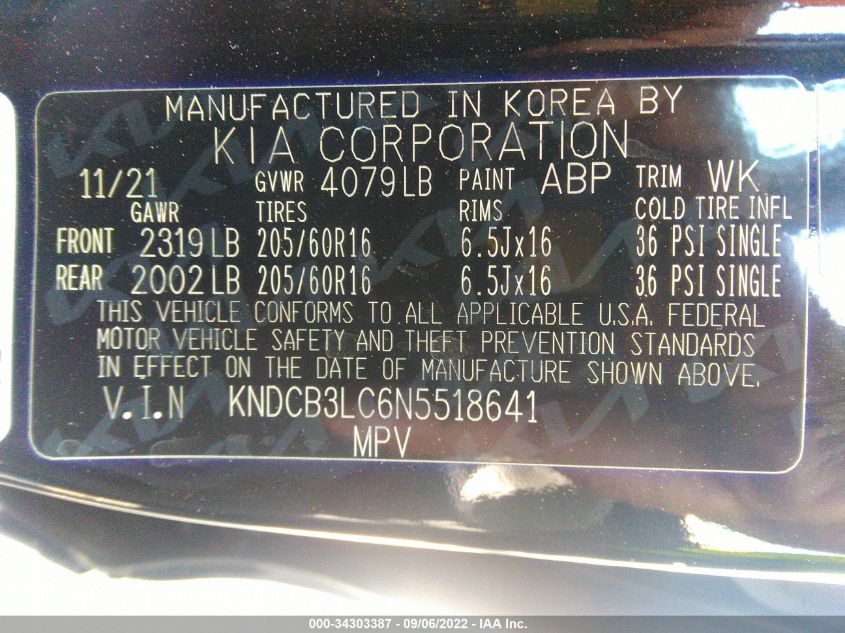 MANUFACTURED IN KOREA BY
KIA CORPORATION
11/21 GVWR 4079LB PAINT ABP TRIM WK
GAWR TIRES RIMS COLD TIRE INFL
FRONT 2319LB 205/60R16 6.5Jx16 36 PSI SINGLE
REAR 2002LB 205/60R16 6.5Jx16 36 PSI SINGLE
THIS VEHICLE CONFORMS TO ALL APPLICABLE U.S.A. FEDERAL
MOTOR VEHICLE SAFETY AND THEFT PREVENTION STANDARDS
IN EFFECT ON THE DATE OF MANUFACTURE SHOWN ABOVE.
V.I.N KNDCB3LC6N5518641
MPV
000-34303387 - 09/06/2022 - IAA Inc.